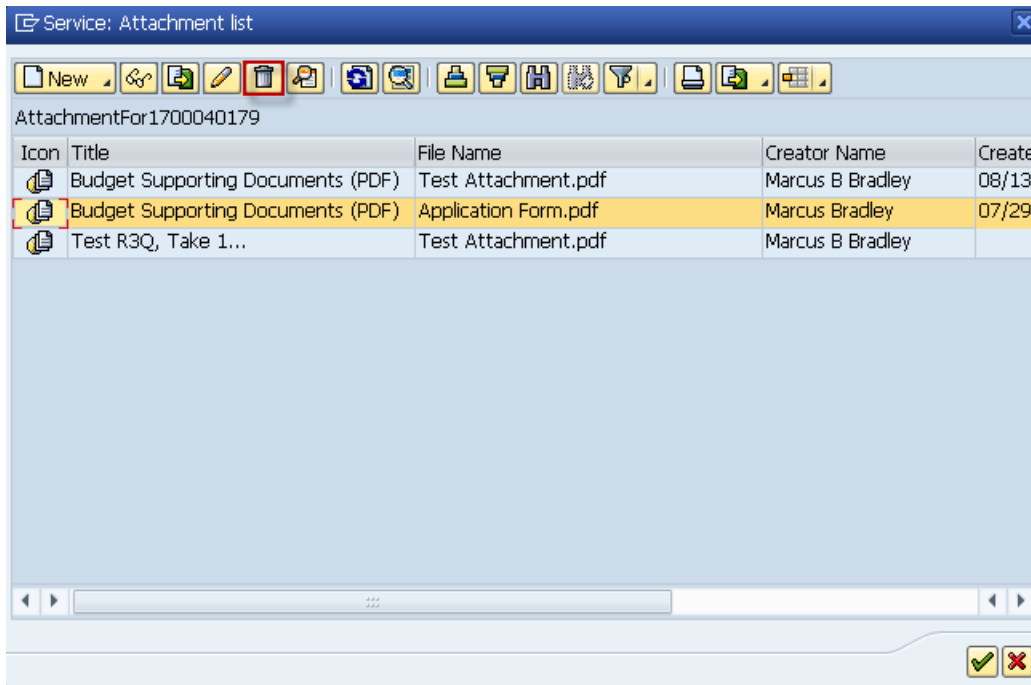 Service: Attachment list
New
AttachmentFor1700040179
Icon Title File Name Creator Name Create
Budget Supporting Documents (PDF) Test Attachment.pdf Marcus B Bradley 08/13
Budget Supporting Documents (PDF) Application Form.pdf Marcus Bradley 07/29
Test R3Q, Take 1... Test Attachment.pdf Marcus B Bradley